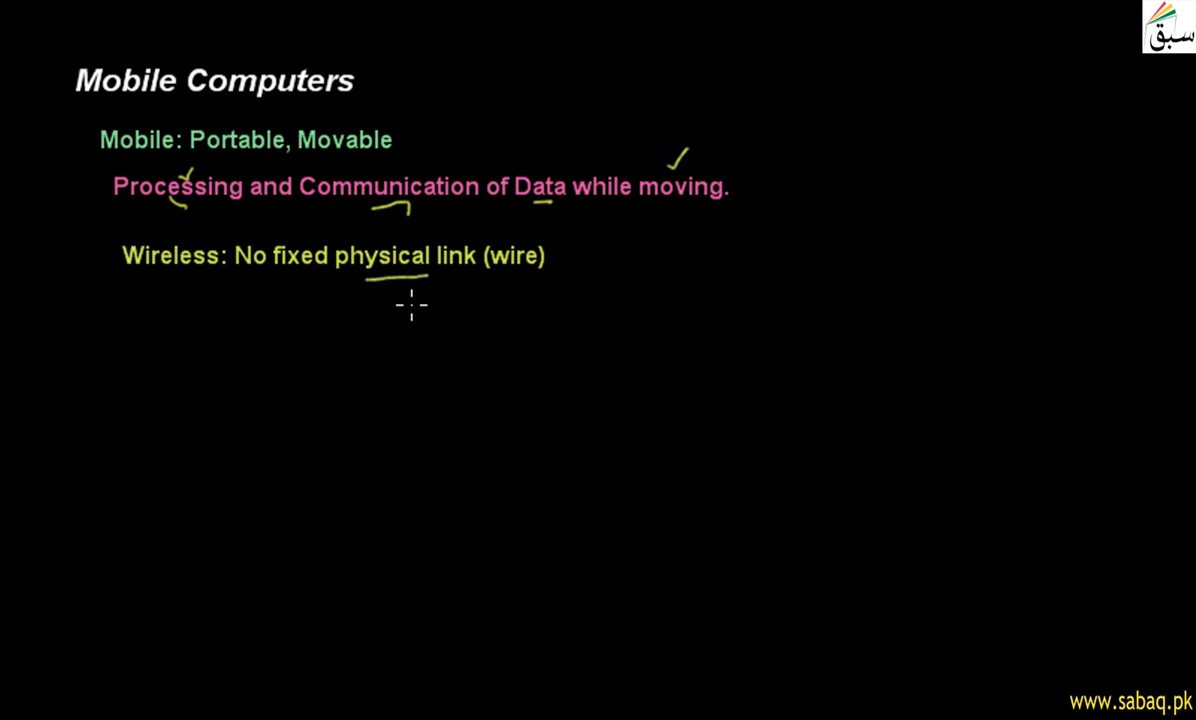 سبق
Mobile Computers
Mobile: Portable, Movable
Processing and Communication of Data while moving.
Wireless: No fixed physical link (wire)
www.sabaq.pk